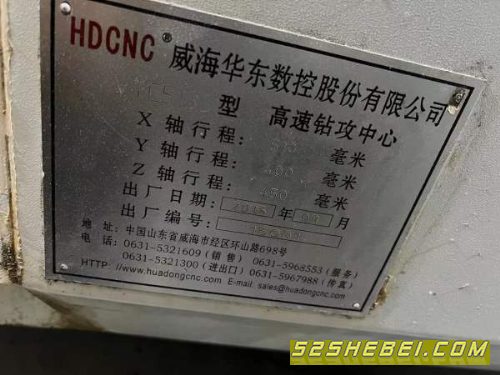 HDCNC® 威海华东数控股份有限公司
型 高速钻攻中心
X 轴行程: 毫米
Y 轴行程: 毫米
Z 轴行程: 毫米
出厂日期: 年 月
出厂编号:
地址: 中国山东省威海市经区环山路698号
电话: 0631-5321609(销售) 0631-5968553(服务)
0631-5321300(进出口) 0631-5967988(传真)
HTTP://www.huadongcnc.com E-mail sales@huadongcnc.com
52SHEBEI.COM